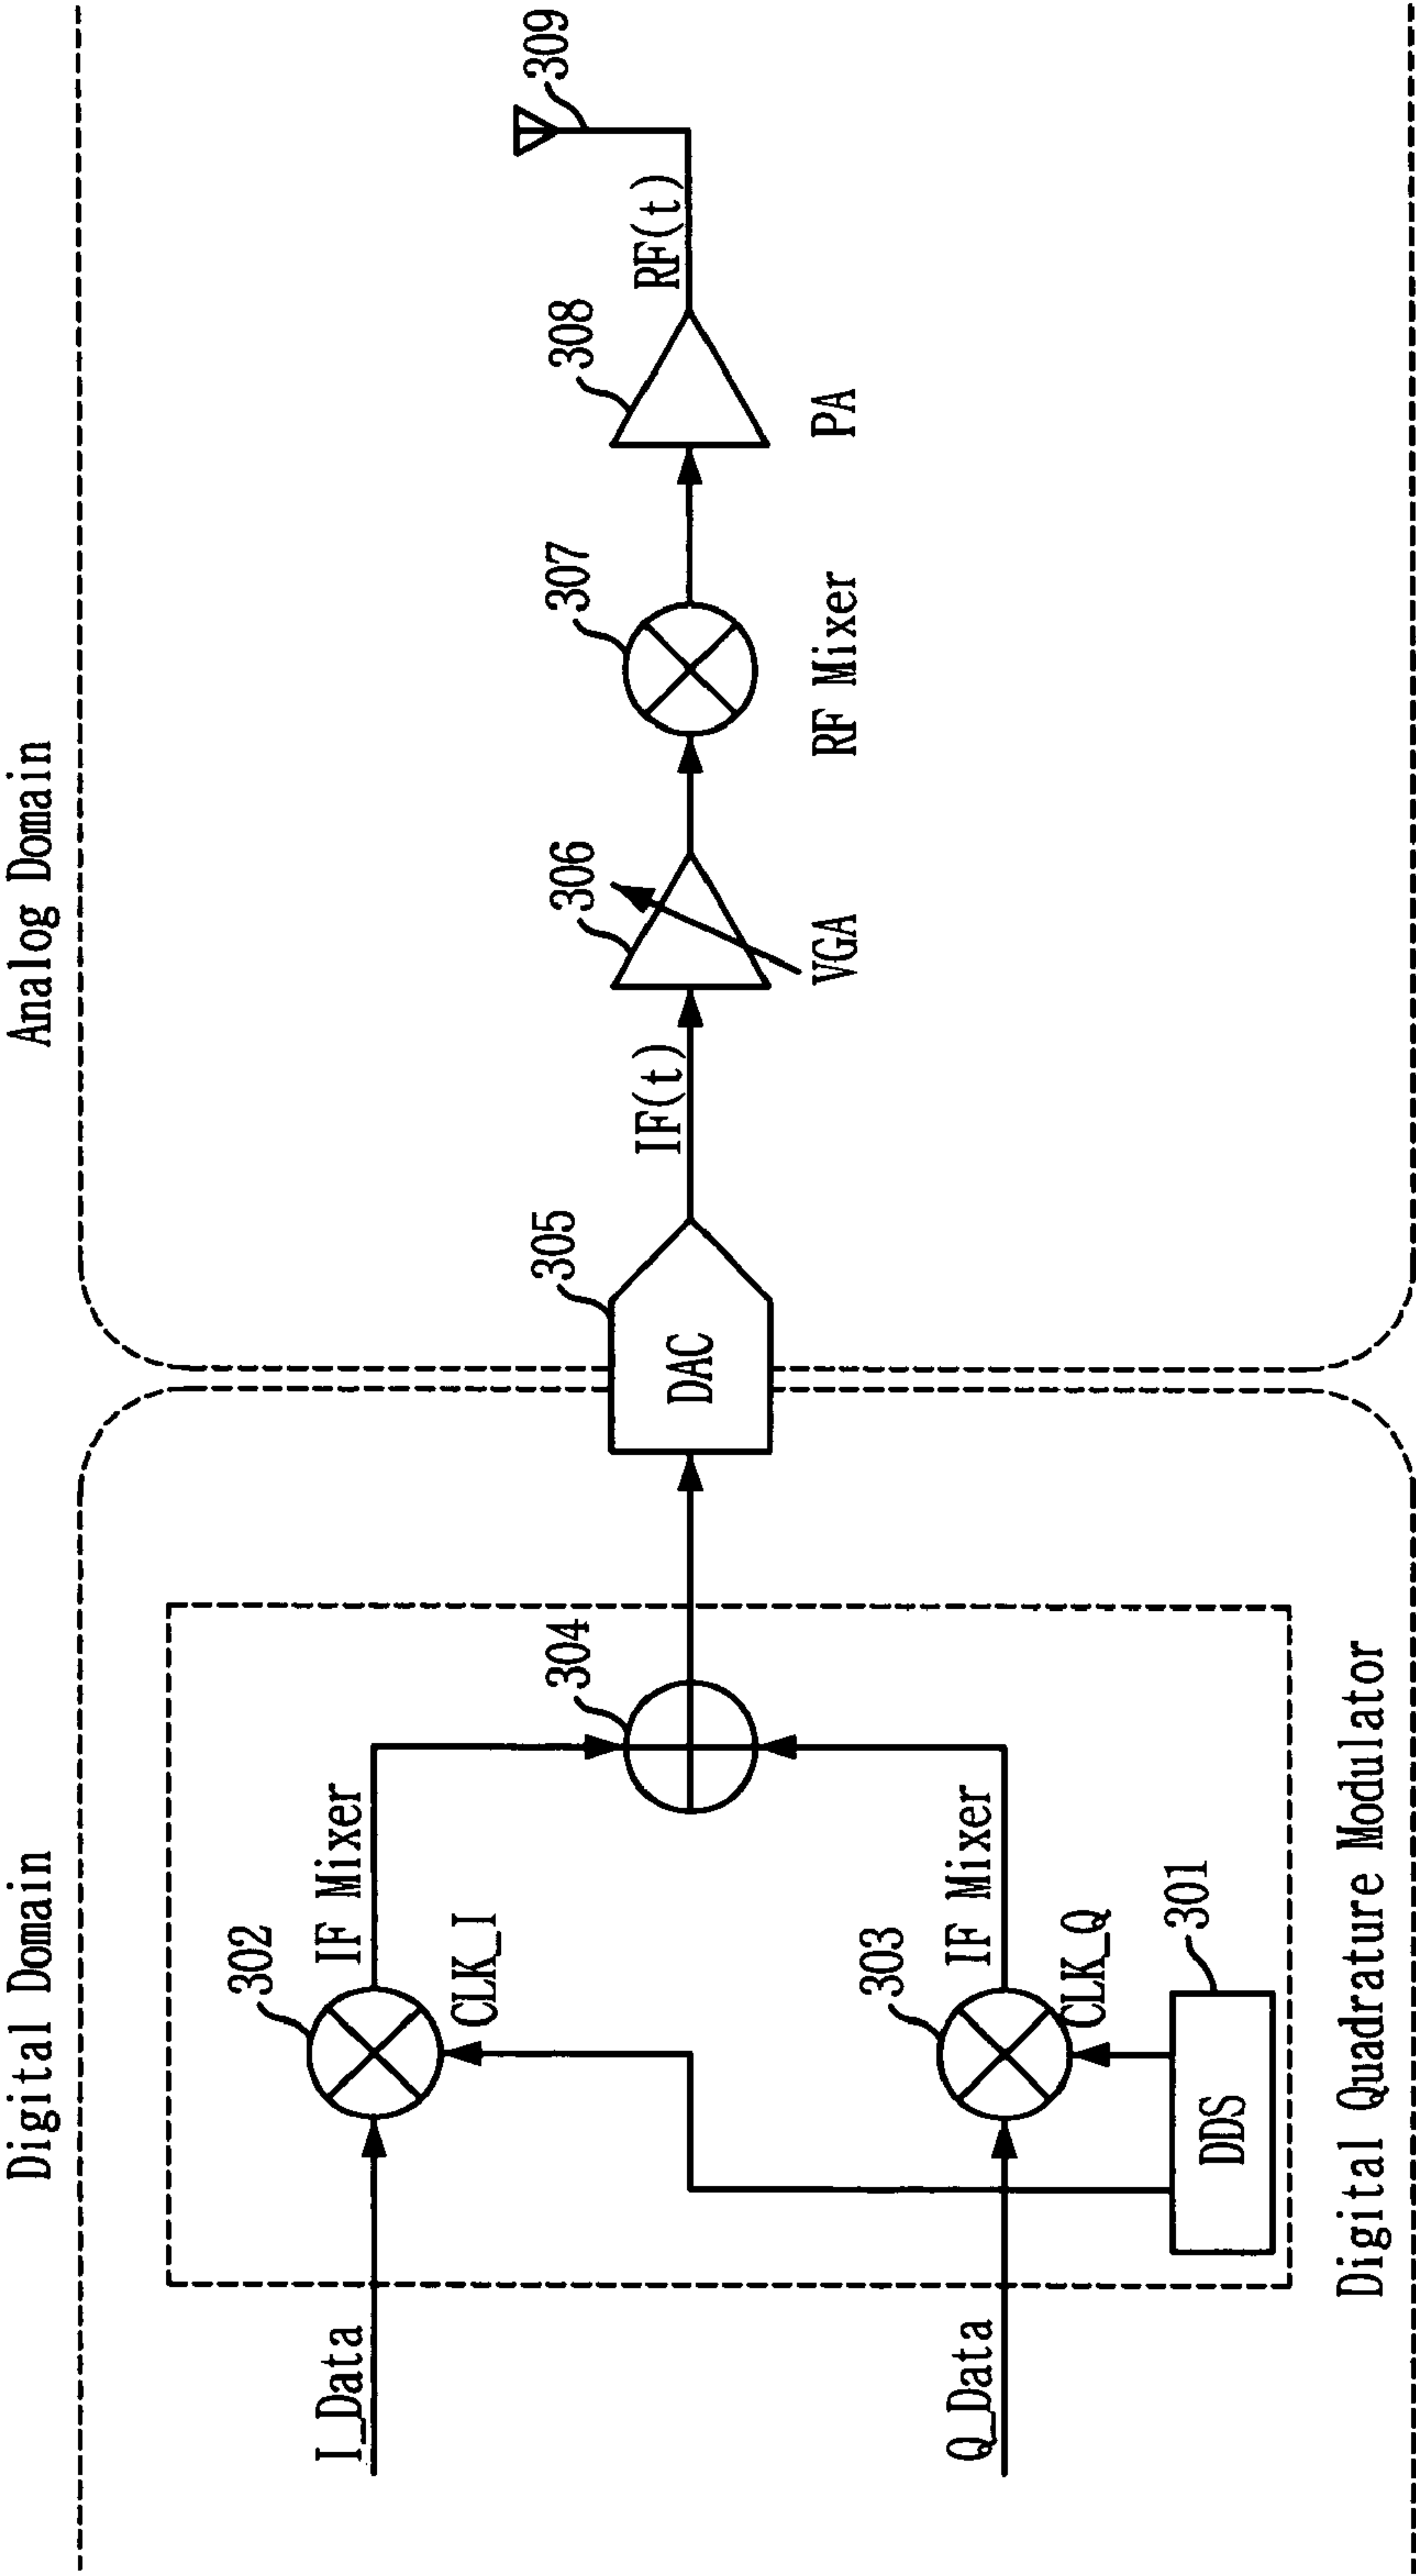 Digital Domain
Analog Domain
I_Data
302
IF Mixer
CLK_I
304
305
DAC
IF(t)
306
VGA
307
RF Mixer
308
PA
RF(t)
309
Q_Data
303
IF Mixer
CLK_Q
301
DDS
Digital Quadrature Modulator